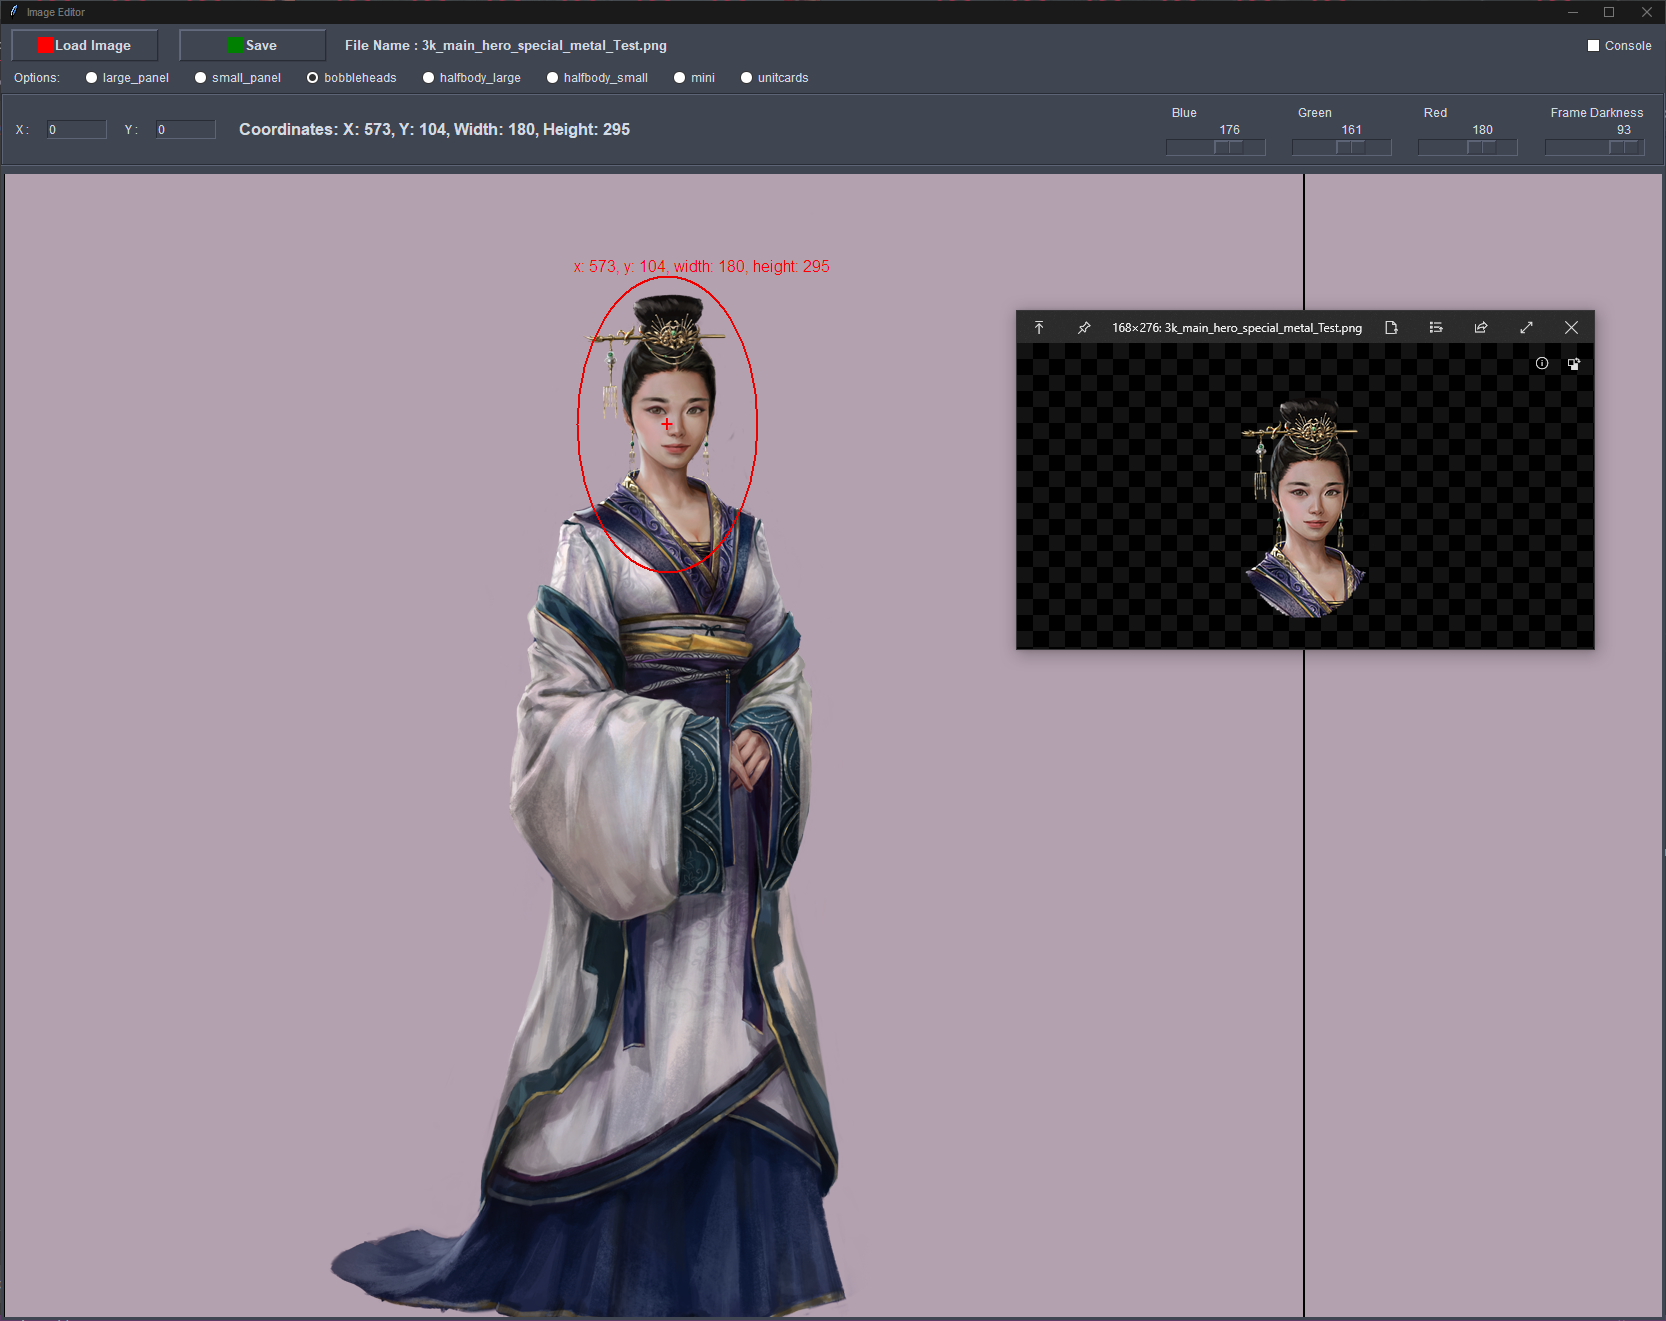 Image Editor
Load Image
Save
File Name : 3k_main_hero_special_metal_Test.png
Console
Options:
large_panel
small_panel
bobbleheads
halfbody_large
halfbody_small
mini
unitcards
X :
0
Y :
0
Coordinates: X: 573, Y: 104, Width: 180, Height: 295
Blue
176
Green
161
Red
180
Frame Darkness
93
x: 573, y: 104, width: 180, height: 295
168×276: 3k_main_hero_special_metal_Test.png